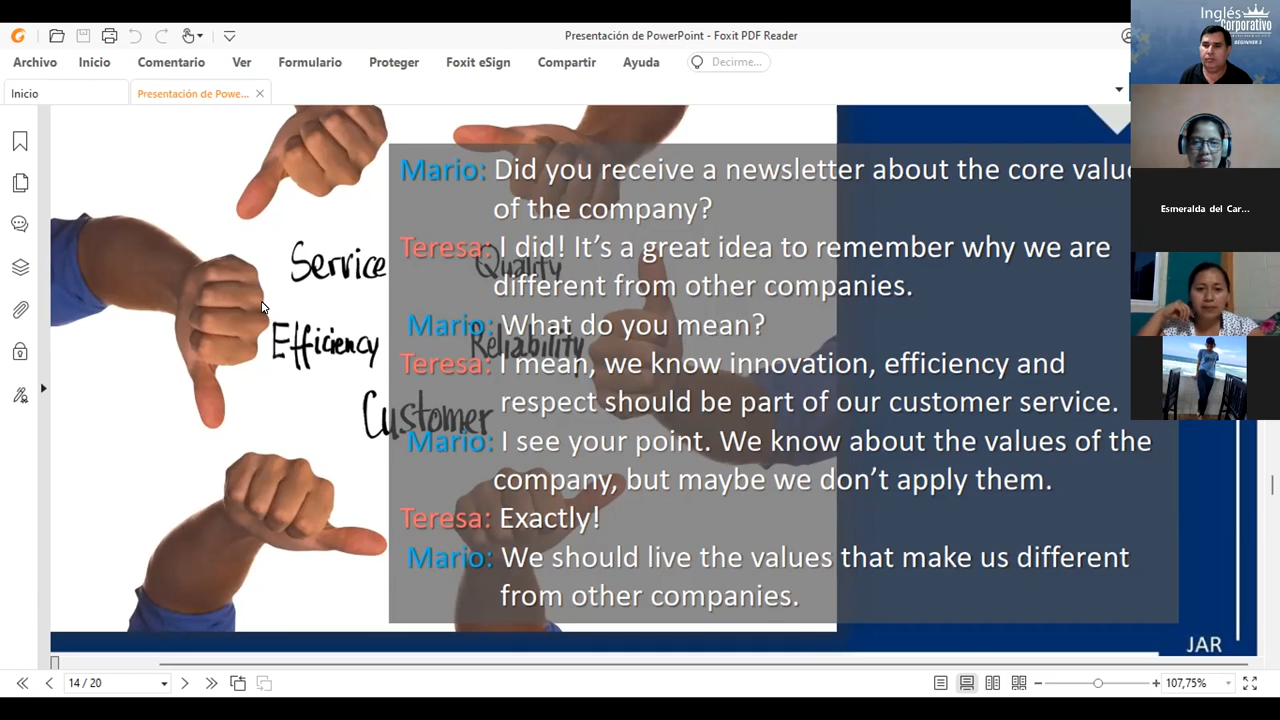 Presentación de PowerPoint - Foxit PDF Reader
Archivo Inicio Comentario Ver Formulario Proteger Foxit eSign Compartir Ayuda Decirme...
Inicio Presentación de Powe...
Inglés
Corporativo
BEGINNER 2
Esmeralda del Car...
Mario: Did you receive a newsletter about the core value
of the company?
Teresa: I did! It's a great idea to remember why we are
different from other companies.
Mario: What do you mean?
Teresa: I mean, we know innovation, efficiency and
respect should be part of our customer service.
Mario: I see your point. We know about the values of the
company, but maybe we don't apply them.
Teresa: Exactly!
Mario: We should live the values that make us different
from other companies.
Service
Quality
Efficiency
Reliability
Customer
JAR
14 / 20
107,75%